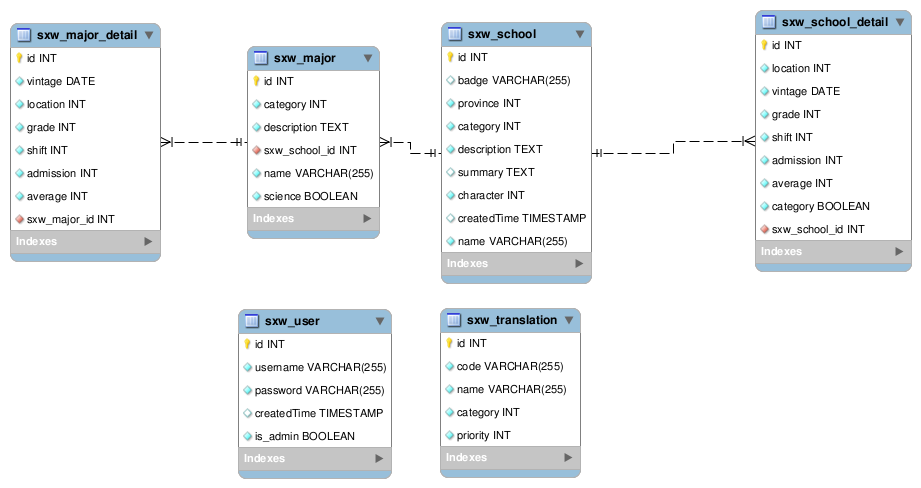 sxw_major_detail
id INT
vintage DATE
location INT
grade INT
shift INT
admission INT
average INT
sxw_major_id INT
Indexes
sxw_major
id INT
category INT
description TEXT
sxw_school_id INT
name VARCHAR(255)
science BOOLEAN
Indexes
sxw_school
id INT
badge VARCHAR(255)
province INT
category INT
description TEXT
summary TEXT
character INT
createdTime TIMESTAMP
name VARCHAR(255)
Indexes
sxw_school_detail
id INT
location INT
vintage DATE
grade INT
shift INT
admission INT
average INT
category BOOLEAN
sxw_school_id INT
Indexes
sxw_user
id INT
username VARCHAR(255)
password VARCHAR(255)
createdTime TIMESTAMP
is_admin BOOLEAN
Indexes
sxw_translation
id INT
code VARCHAR(255)
name VARCHAR(255)
category INT
priority INT
Indexes